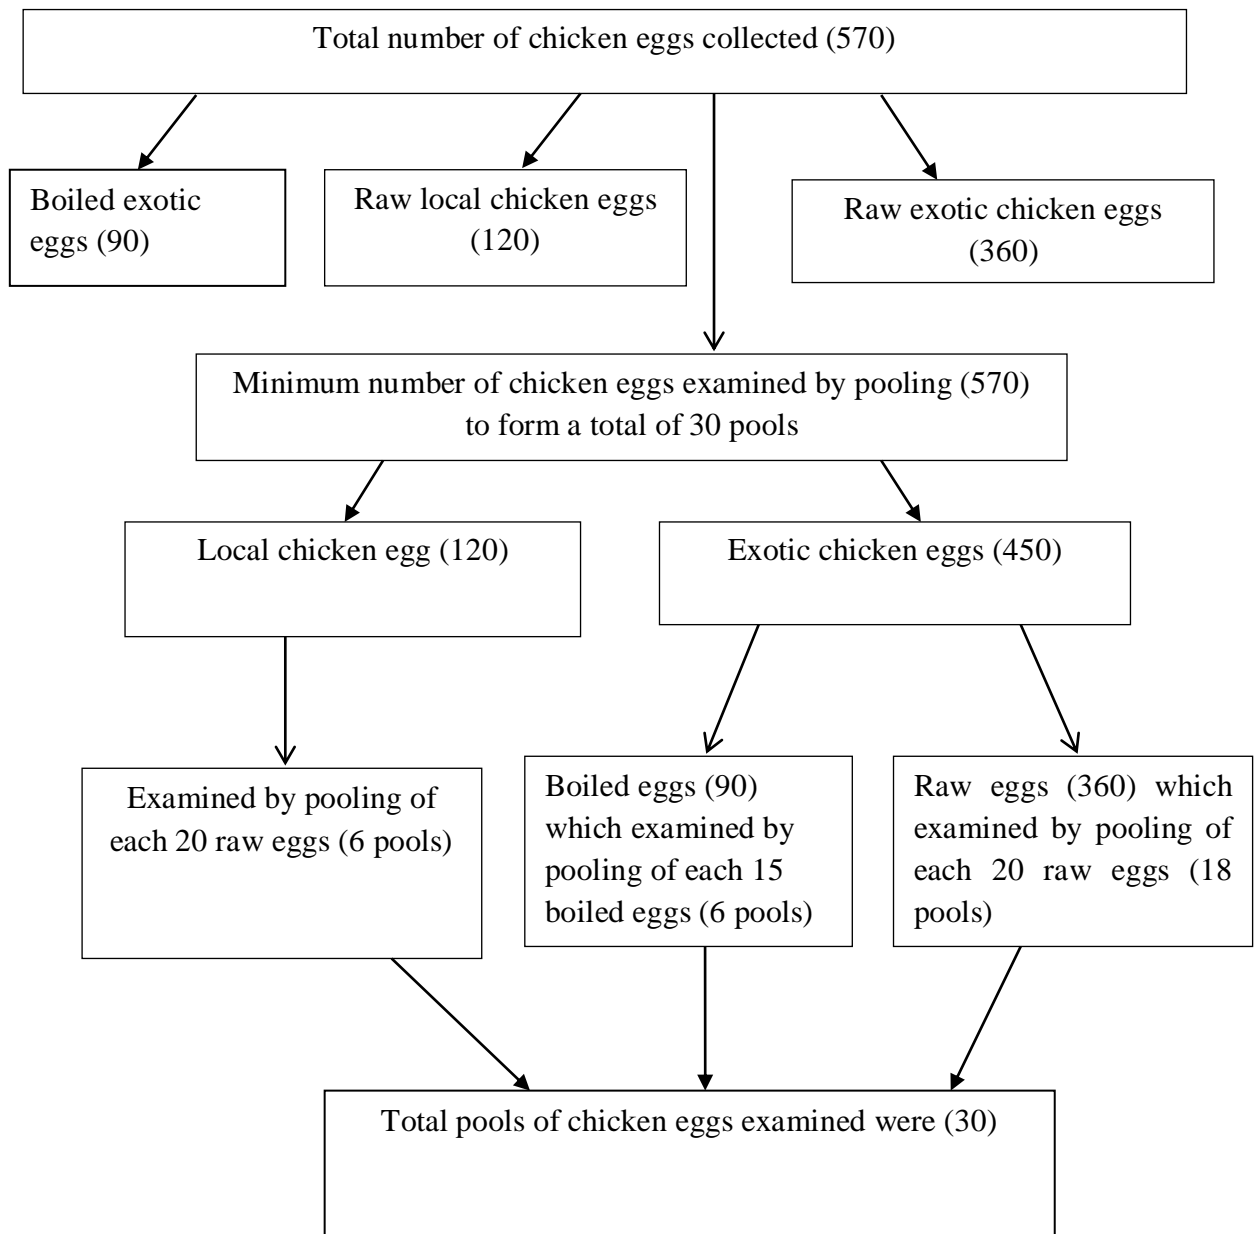 Total number of chicken eggs collected (570)
Boiled exotic
eggs (90)
Raw local chicken eggs
(120)
Raw exotic chicken eggs
(360)
Minimum number of chicken eggs examined by pooling (570)
to form a total of 30 pools
Local chicken egg (120)
Exotic chicken eggs (450)
Examined by pooling of
each 20 raw eggs (6 pools)
Boiled eggs (90)
which examined by
pooling of each 15
boiled eggs (6 pools)
Raw eggs (360) which
examined by pooling of
each 20 raw eggs (18
pools)
Total pools of chicken eggs examined were (30)